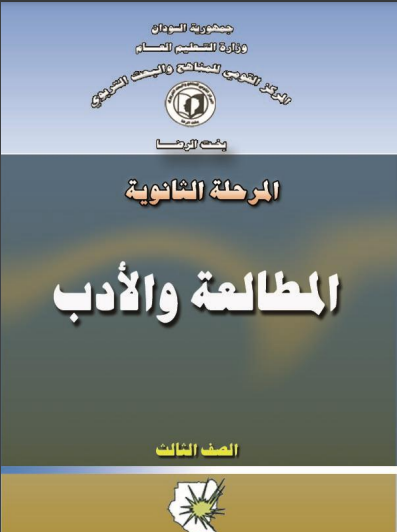 جمهورية السودان
وزارة التعليم العام
المركز القومي للمناهج والبحث التربوي
بخت الرضا
المرحلة الثانوية
المطالعة والأدب
الصف الثالث